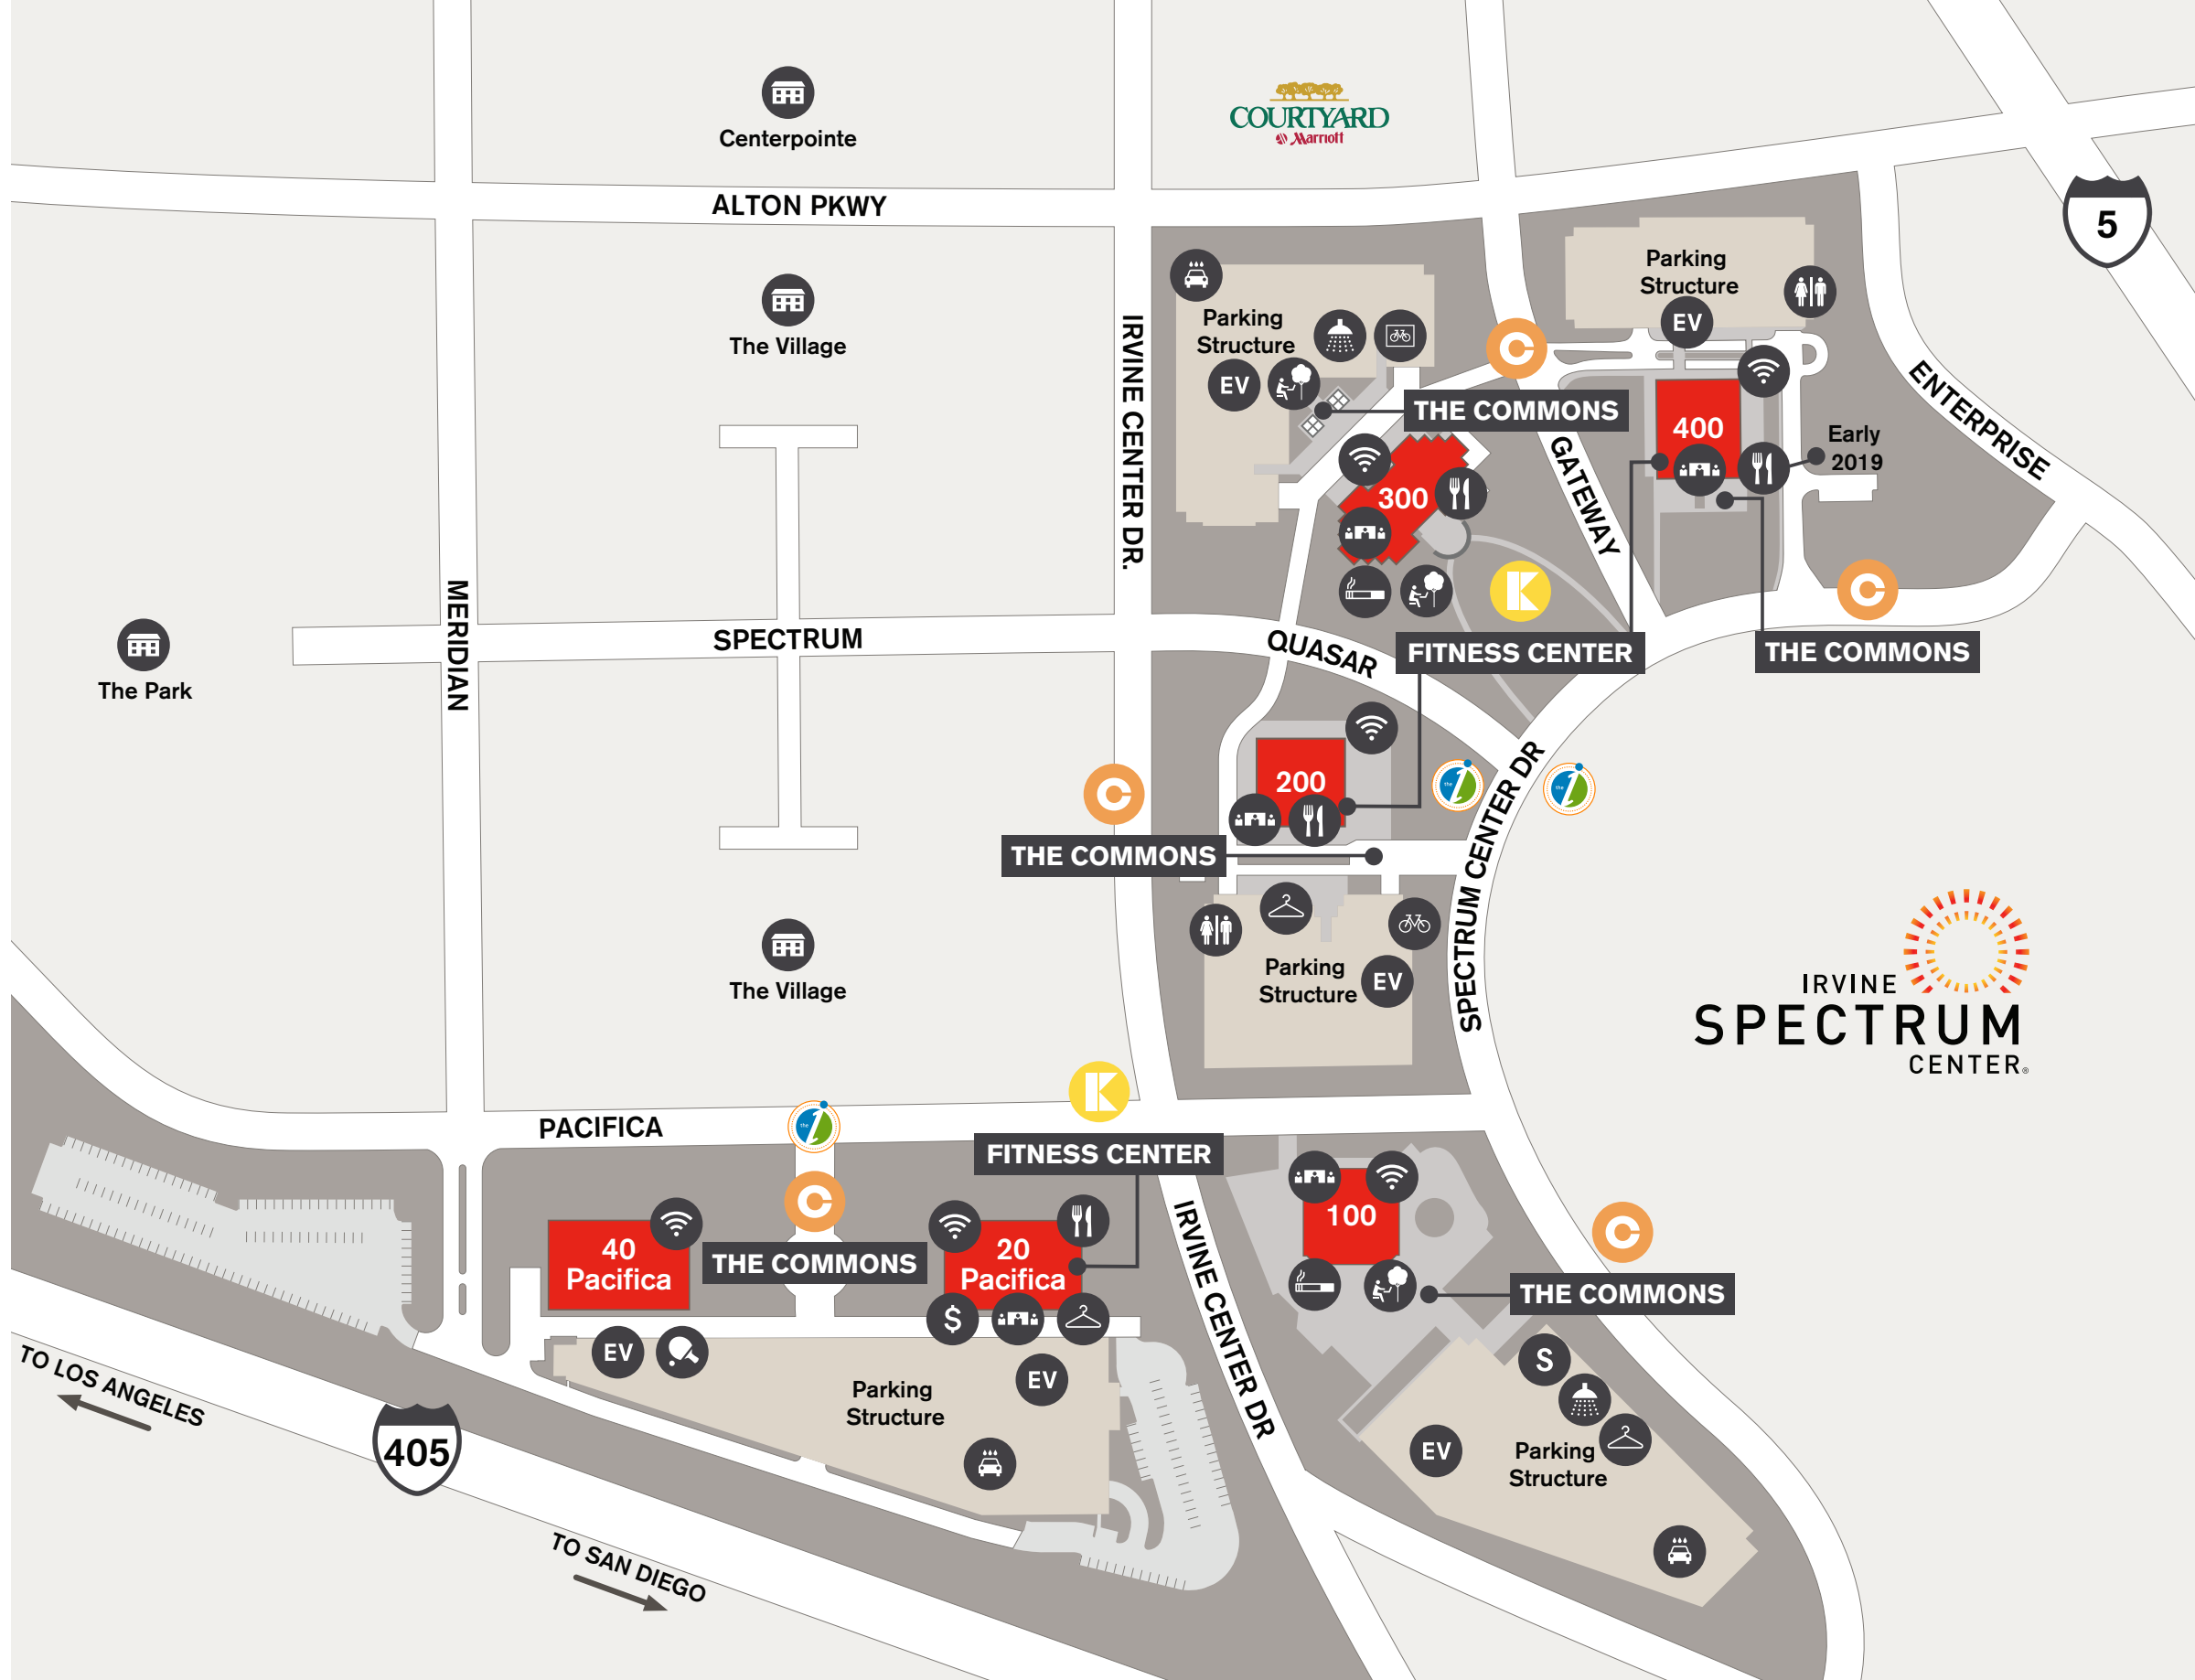 Centerpointe
COURTYARD
Marriott
ALTON PKWY
5
The Village
Parking
Structure
EV
Parking
Structure
EV
IRVINE CENTER DR.
C
THE COMMONS
400
Early
2019
ENTERPRISE
GATEWAY
300
MERIDIAN
The Park
SPECTRUM
QUASAR
K
C
FITNESS CENTER
THE COMMONS
200
the i
the i
SPECTRUM CENTER DR
C
THE COMMONS
The Village
Parking
Structure
EV
IRVINE
SPECTRUM
CENTER®
K
PACIFICA
the i
FITNESS CENTER
C
40
Pacifica
THE COMMONS
20
Pacifica
$
EV
EV
Parking
Structure
IRVINE CENTER DR
100
C
THE COMMONS
S
EV
Parking
Structure
TO LOS ANGELES
405
TO SAN DIEGO